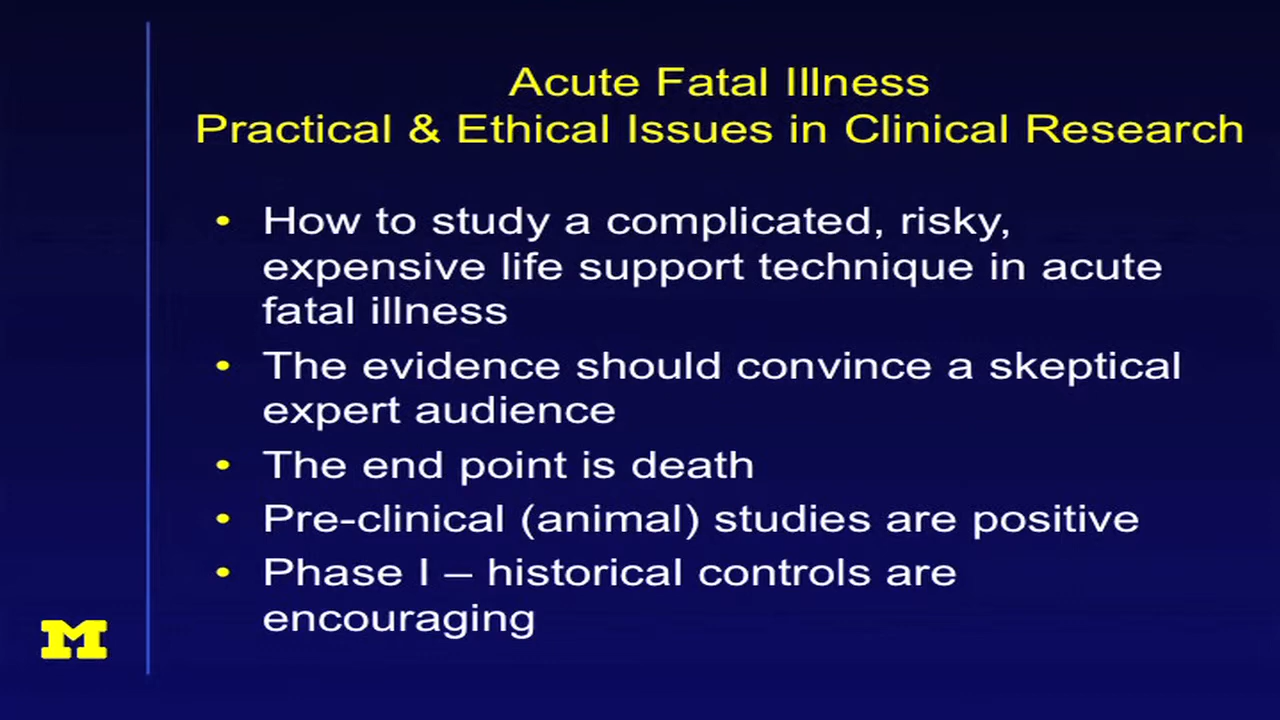 Acute Fatal Illness
Practical & Ethical Issues in Clinical Research
• How to study a complicated, risky,
expensive life support technique in acute
fatal illness
• The evidence should convince a skeptical
expert audience
• The end point is death
• Pre-clinical (animal) studies are positive
• Phase I – historical controls are
encouraging
M